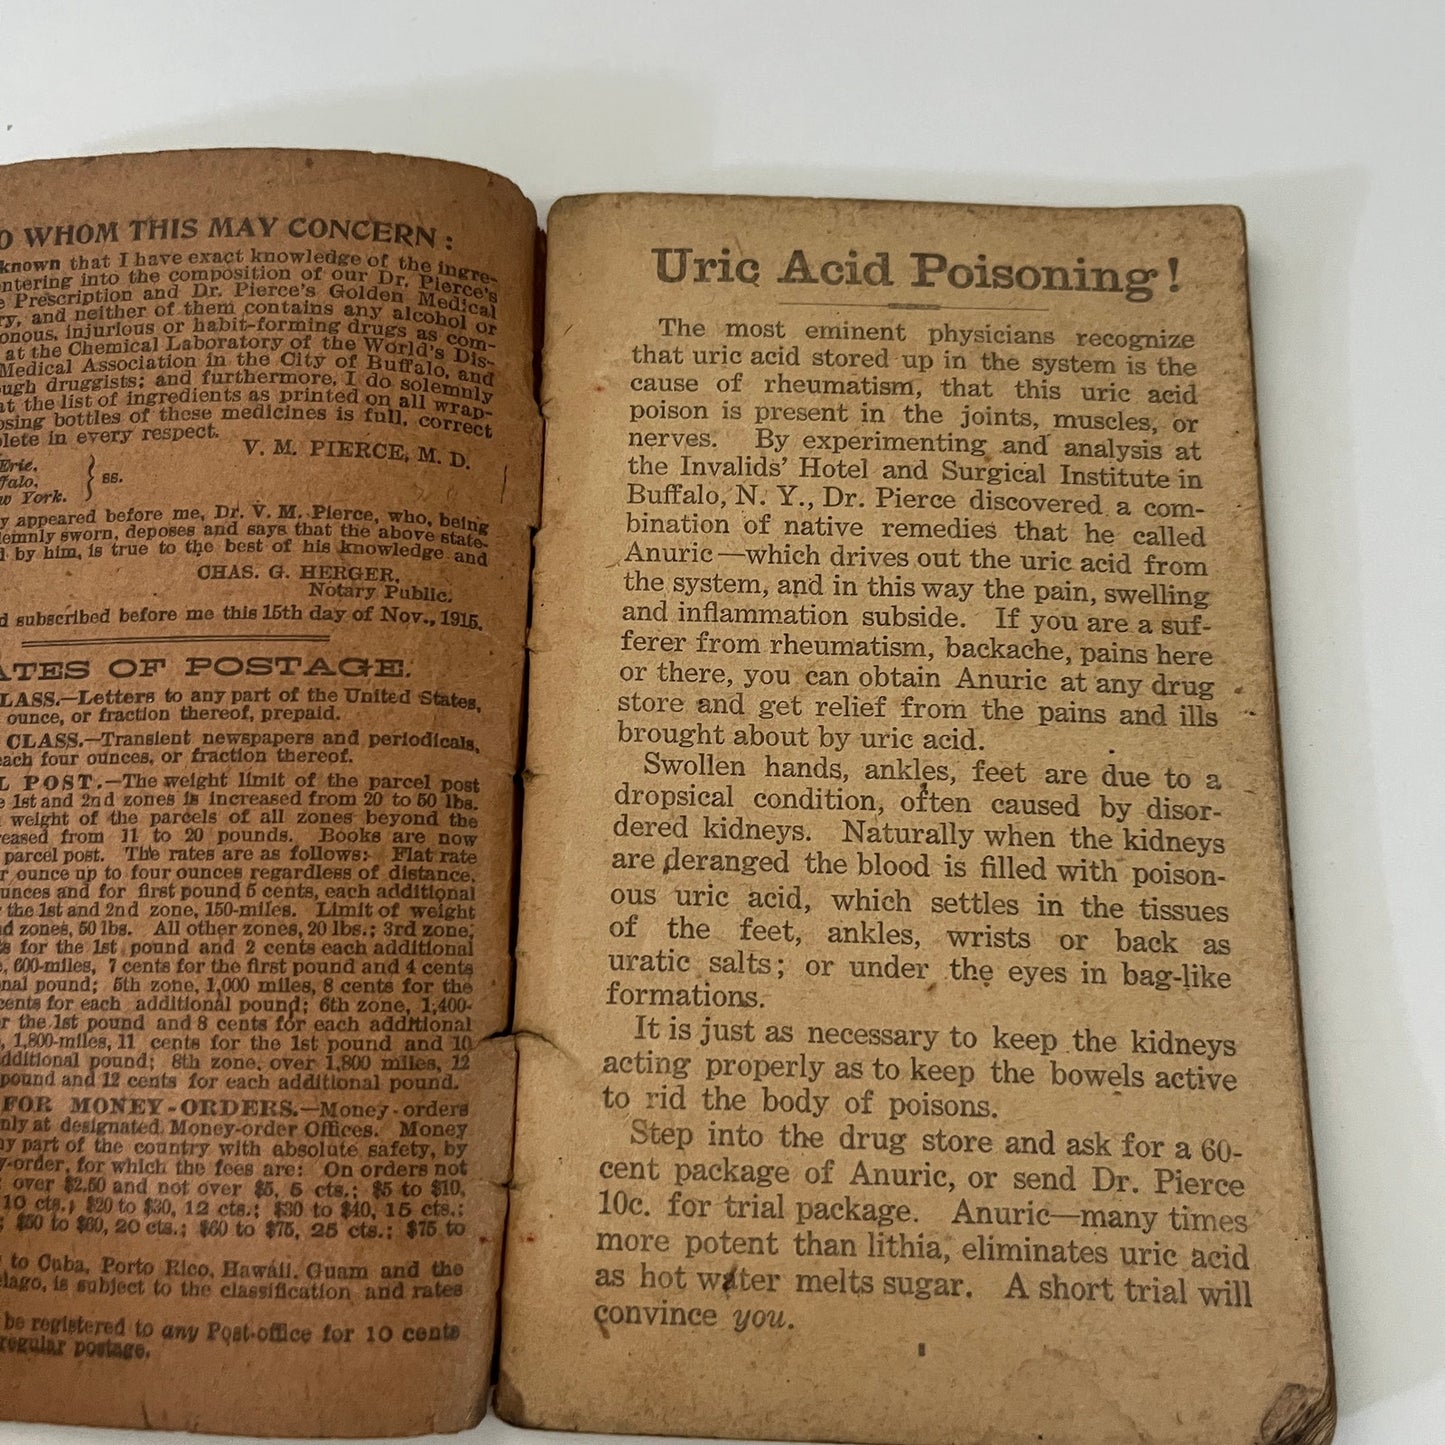 O WHOM THIS MAY CONCERN:
known that I have exact knowledge of the ingre-
ntering into the composition of our Dr. Pierce's
e Prescription and Dr. Pierce's Golden Medical
ry, and neither of them contains any alcohol or
onous, injurious or habit-forming drugs as com-
at the Chemical Laboratory of the World's Dis-
Medical Association in the City of Buffalo, and
ough druggists; and furthermore, I do solemnly
at the list of ingredients as printed on all wrap-
osing bottles of these medicines is full, correct
plete in every respect.
V. M. PIERCE, M. D.
Erie,
ffalo, ss.
w York.
y appeared before me, Dr. V. M. Pierce, who, being
lemnly sworn, deposes and says that the above state-
d by him, is true to the best of his knowledge and
CHAS. G. HERGER,
Notary Public.
d subscribed before me this 15th day of Nov., 1915.
ATES OF POSTAGE.
LASS.—Letters to any part of the United States,
ounce, or fraction thereof, prepaid.
CLASS.—Transient newspapers and periodicals,
each four ounces, or fraction thereof.
L POST.—The weight limit of the parcel post
e 1st and 2nd zones is increased from 20 to 50 lbs.
weight of the parcels of all zones beyond the
reased from 11 to 20 pounds. Books are now
parcel post. The rates are as follows: Flat rate
r ounce up to four ounces regardless of distance.
unces and for first pound 5 cents, each additional
the 1st and 2nd zone, 150-miles. Limit of weight
d zones, 50 lbs. All other zones, 20 lbs.; 3rd zone,
s for the 1st pound and 2 cents each additional
, 600-miles, 7 cents for the first pound and 4 cents
nal pound; 5th zone, 1,000 miles, 8 cents for the
cents for each additional pound; 6th zone, 1,400-
r the 1st pound and 8 cents for each additional
, 1,800-miles, 11 cents for the 1st pound and 10
dditional pound; 8th zone, over 1,800 miles, 12
pound and 12 cents for each additional pound.
FOR MONEY-ORDERS.—Money-orders
nly at designated Money-order Offices. Money
ny part of the country with absolute safety, by
y-order, for which the fees are: On orders not
; over $2.50 and not over $5, 5 cts.; $5 to $10,
10 cts.; $20 to $30, 12 cts.; $30 to $40, 15 cts.;
; $50 to $60, 20 cts.; $60 to $75, 25 cts.; $75 to
to Cuba, Porto Rico, Hawaii, Guam and the
elago, is subject to the classification and rates
be registered to any Post-office for 10 cents
regular postage.
Uric Acid Poisoning!
The most eminent physicians recognize
that uric acid stored up in the system is the
cause of rheumatism, that this uric acid
poison is present in the joints, muscles, or
nerves. By experimenting and analysis at
the Invalids' Hotel and Surgical Institute in
Buffalo, N. Y., Dr. Pierce discovered a com-
bination of native remedies that he called
Anuric—which drives out the uric acid from
the system, and in this way the pain, swelling
and inflammation subside. If you are a suf-
ferer from rheumatism, backache, pains here
or there, you can obtain Anuric at any drug
store and get relief from the pains and ills
brought about by uric acid.
Swollen hands, ankles, feet are due to a
dropsical condition, often caused by disor-
dered kidneys. Naturally when the kidneys
are deranged the blood is filled with poison-
ous uric acid, which settles in the tissues
of the feet, ankles, wrists or back as
uratic salts; or under the eyes in bag-like
formations.
It is just as necessary to keep the kidneys
acting properly as to keep the bowels active
to rid the body of poisons.
Step into the drug store and ask for a 60-
cent package of Anuric, or send Dr. Pierce
10c. for trial package. Anuric—many times
more potent than lithia, eliminates uric acid
as hot water melts sugar. A short trial will
convince you.